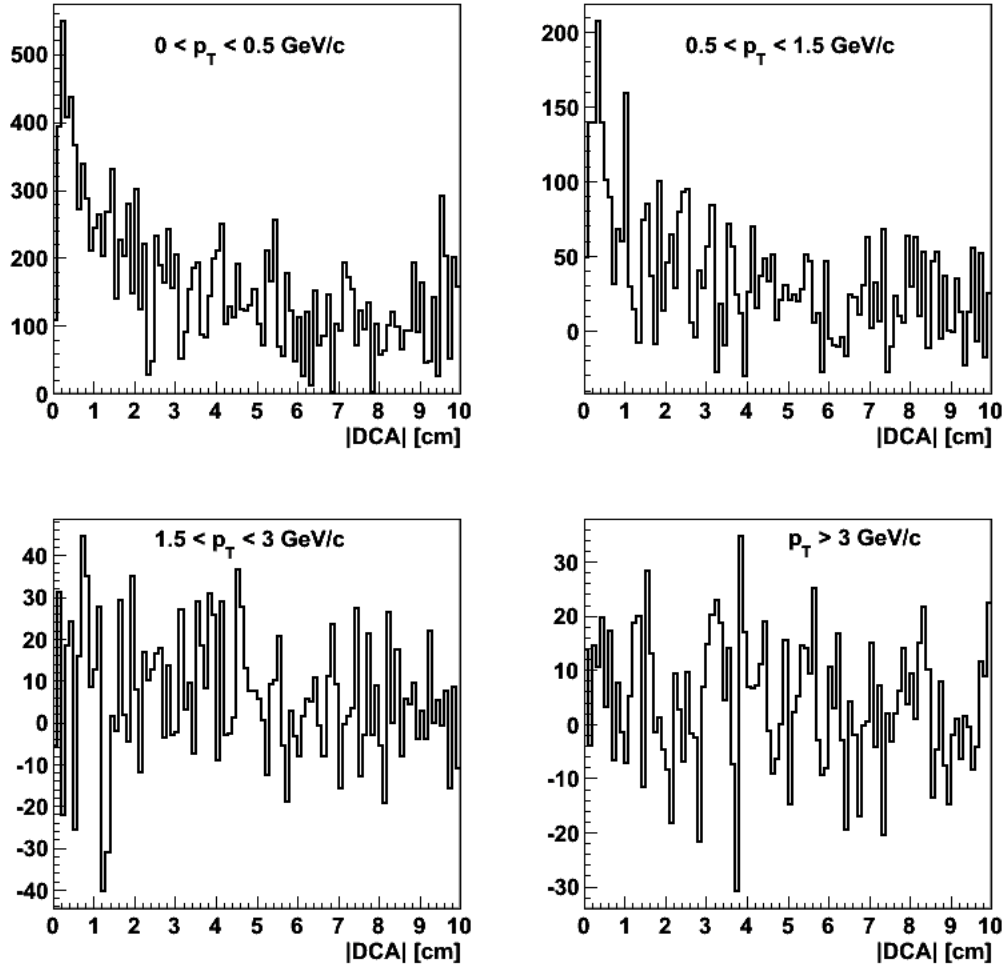 0 < p_T < 0.5 GeV/c
500
400
300
200
100
0
0 1 2 3 4 5 6 7 8 9 10
|DCA| [cm]
0.5 < p_T < 1.5 GeV/c
200
150
100
50
0
0 1 2 3 4 5 6 7 8 9 10
|DCA| [cm]
1.5 < p_T < 3 GeV/c
40
30
20
10
0
-10
-20
-30
-40
0 1 2 3 4 5 6 7 8 9 10
|DCA| [cm]
p_T > 3 GeV/c
30
20
10
0
-10
-20
-30
0 1 2 3 4 5 6 7 8 9 10
|DCA| [cm]